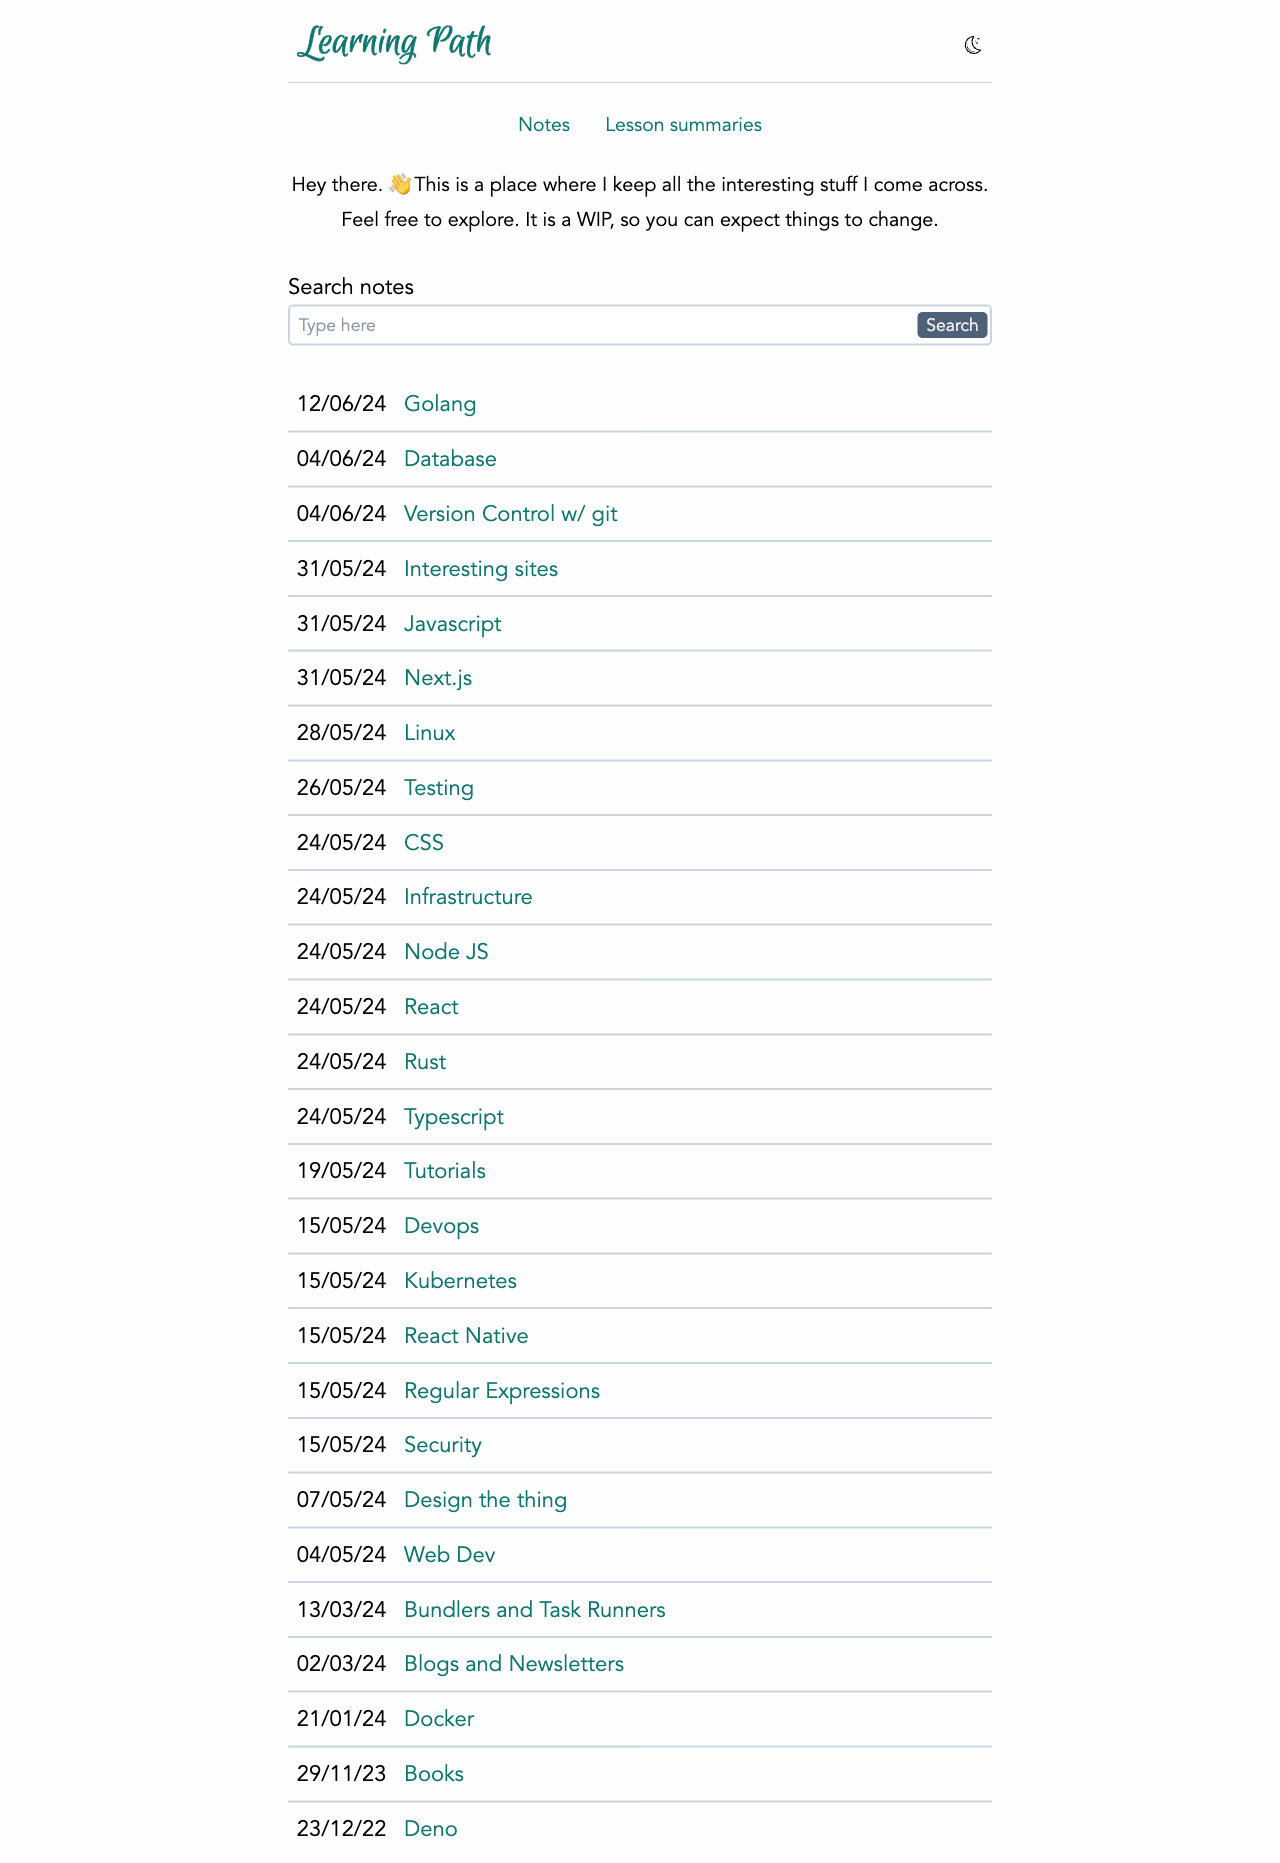 Learning Path
Notes Lesson summaries
Hey there. 👋This is a place where I keep all the interesting stuff I come across.
Feel free to explore. It is a WIP, so you can expect things to change.
Search notes
Type here Search
12/06/24 Golang
04/06/24 Database
04/06/24 Version Control w/ git
31/05/24 Interesting sites
31/05/24 Javascript
31/05/24 Next.js
28/05/24 Linux
26/05/24 Testing
24/05/24 CSS
24/05/24 Infrastructure
24/05/24 Node JS
24/05/24 React
24/05/24 Rust
24/05/24 Typescript
19/05/24 Tutorials
15/05/24 Devops
15/05/24 Kubernetes
15/05/24 React Native
15/05/24 Regular Expressions
15/05/24 Security
07/05/24 Design the thing
04/05/24 Web Dev
13/03/24 Bundlers and Task Runners
02/03/24 Blogs and Newsletters
21/01/24 Docker
29/11/23 Books
23/12/22 Deno